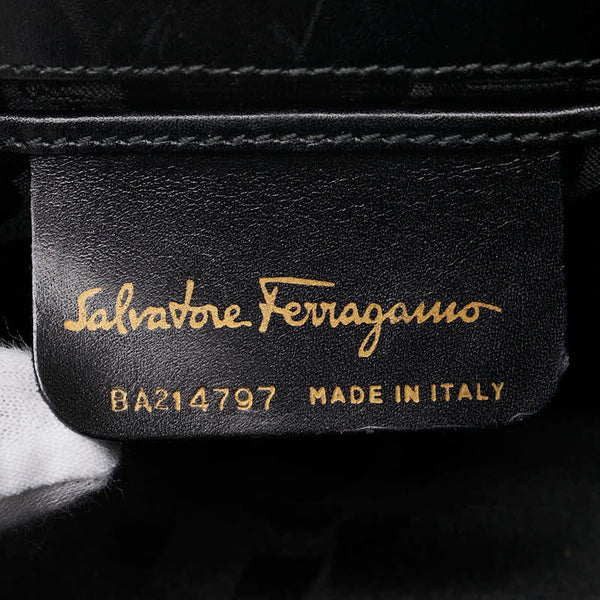 Salvatore Ferragamo
BA214797 MADE IN ITALY